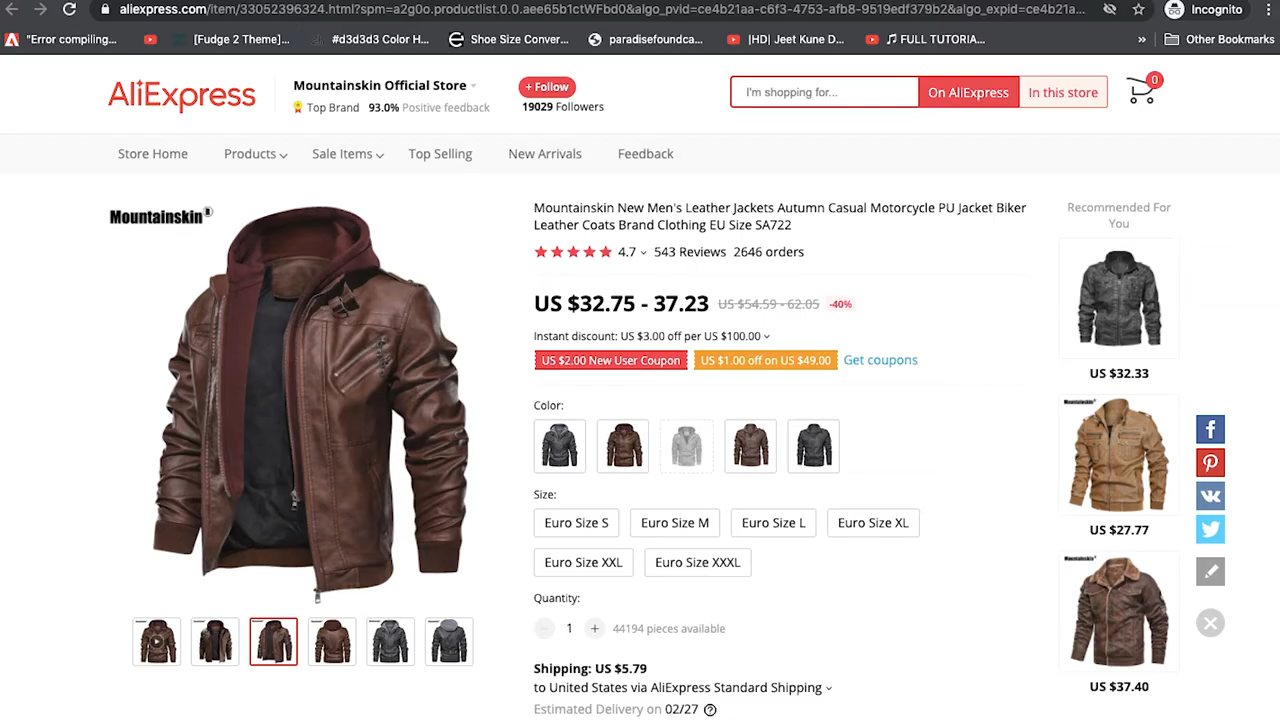 aliexpress.com/item/33052396324.html?spm=a2g0o.productlist.0.0.aee65b1ctWFbd0&algo_pvid=ce4b21aa-c6f3-4753-afb8-9519edf379b2&algo_expid=ce4b21a...
Incognito
"Error compiling...
[Fudge 2 Theme]...
#d3d3d3 Color H...
Shoe Size Conver...
paradisefoundca...
|HD| Jeet Kune D...
♫ FULL TUTORIA...
»
Other Bookmarks
AliExpress
Mountainskin Official Store
Top Brand 93.0% Positive feedback
+ Follow
19029 Followers
I'm shopping for...
On AliExpress
In this store
0
Store Home
Products
Sale Items
Top Selling
New Arrivals
Feedback
Mountainskin
Mountainskin New Men's Leather Jackets Autumn Casual Motorcycle PU Jacket Biker
Leather Coats Brand Clothing EU Size SA722
4.7 543 Reviews 2646 orders
US $32.75 - 37.23 US $54.59 - 62.05 -40%
Instant discount: US $3.00 off per US $100.00
US $2.00 New User Coupon US $1.00 off on US $49.00 Get coupons
Color:
Size:
Euro Size S Euro Size M Euro Size L Euro Size XL
Euro Size XXL Euro Size XXXL
Quantity:
1 + 44194 pieces available
Shipping: US $5.79
to United States via AliExpress Standard Shipping
Estimated Delivery on 02/27 ?
Recommended For
You
US $32.33
Mountainskin
US $27.77
Mountainskin
US $37.40